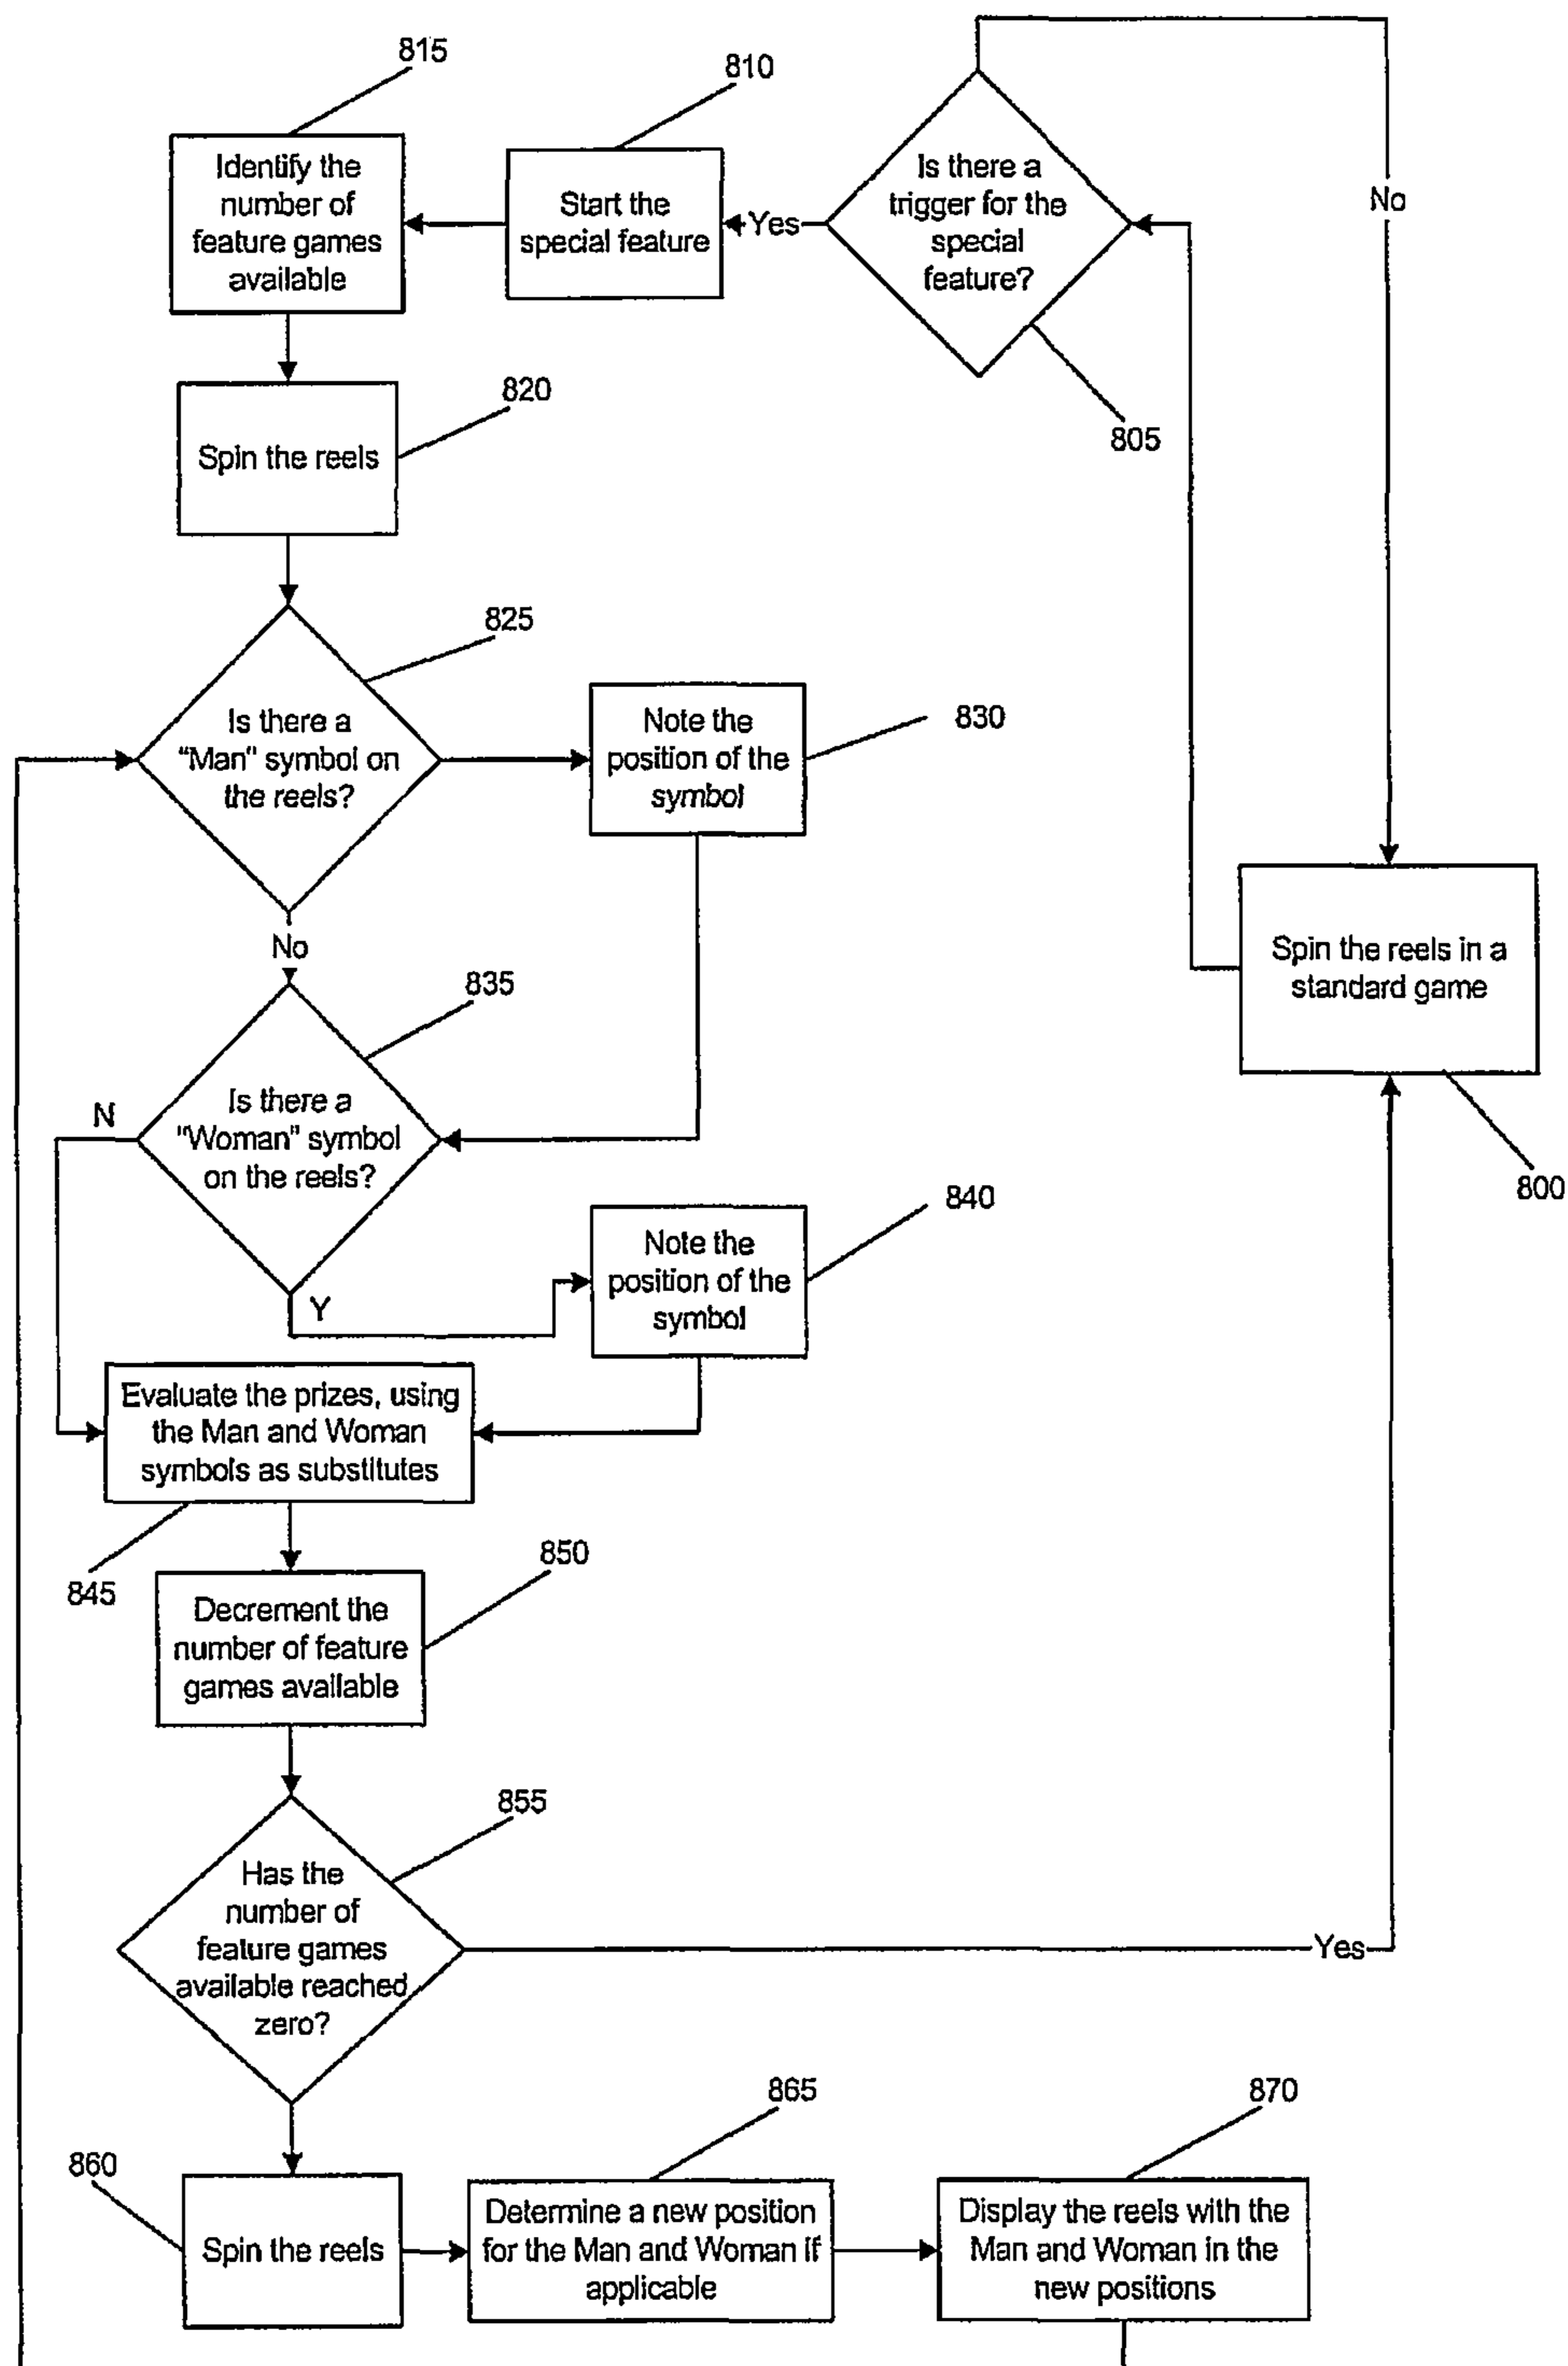 815
810
Identify the
number of
feature games
available
Start the
special feature
Yes
Is there a
trigger for the
special
feature?
No
805
820
Spin the reels
825
Is there a
“Man" symbol on
the reels?
Note the
position of the
symbol
830
No
Spin the reels in a
standard game
800
835
N
Is there a
"Woman" symbol
on the reels?
Y
840
Note the
position of the
symbol
Evaluate the prizes, using
the Man and Woman
symbols as substitutes
845
850
Decrement the
number of feature
games available
855
Has the
number of
feature games
available reached
zero?
Yes
860
Spin the reels
865
Determine a new position
for the Man and Woman if
applicable
870
Display the reels with the
Man and Woman in the
new positions